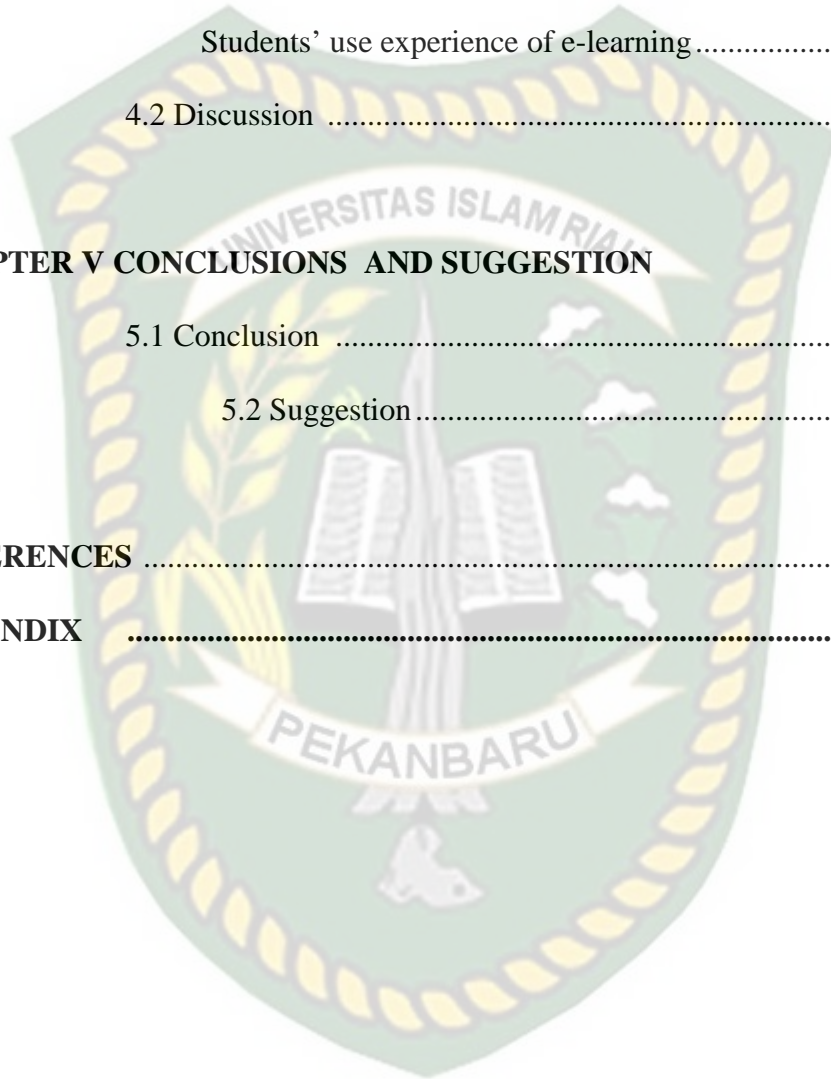 Students’ use experience of e-learning..................
4.2 Discussion ..................................................................
UNIVERSITAS ISLAM RIAU
PTER V CONCLUSIONS  AND SUGGESTION
5.1 Conclusion .................................................................
5.2 Suggestion.......................................................
ERENCES .........................................................................................
NDIX ...........................................................................................
PEKANBARU